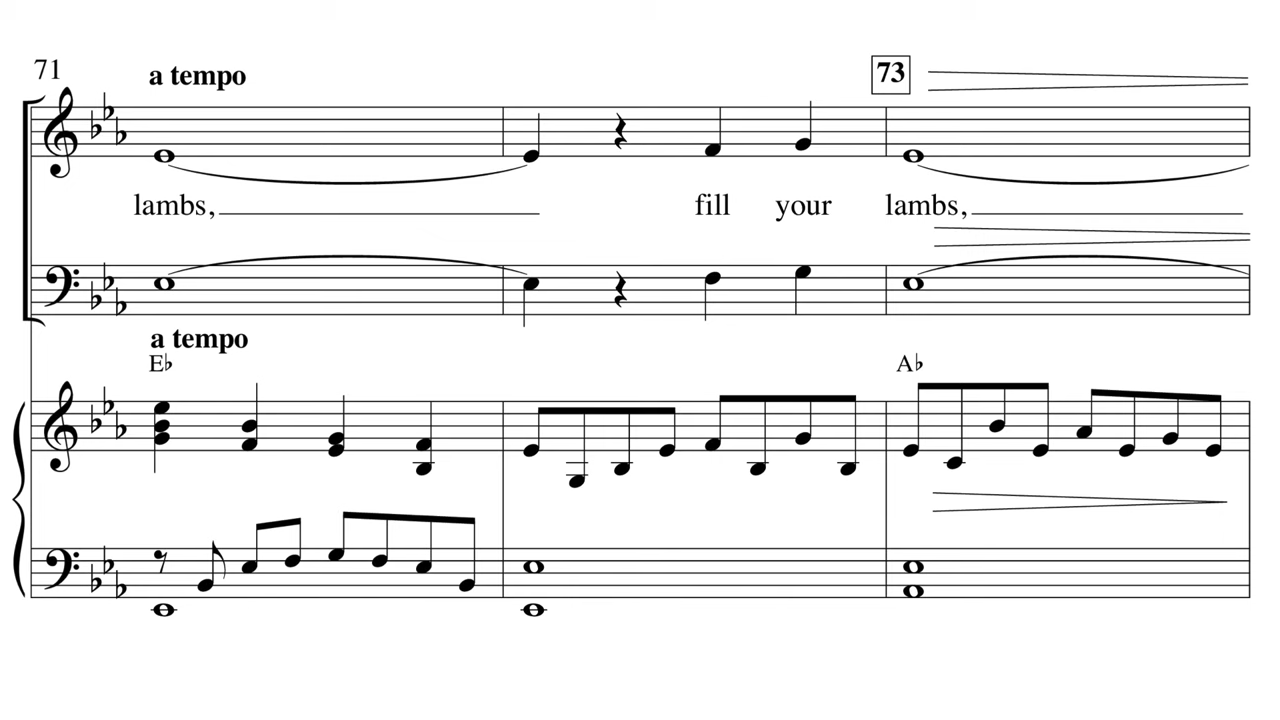 71
a tempo
73
lambs, fill your lambs,
a tempo
E♭ A♭